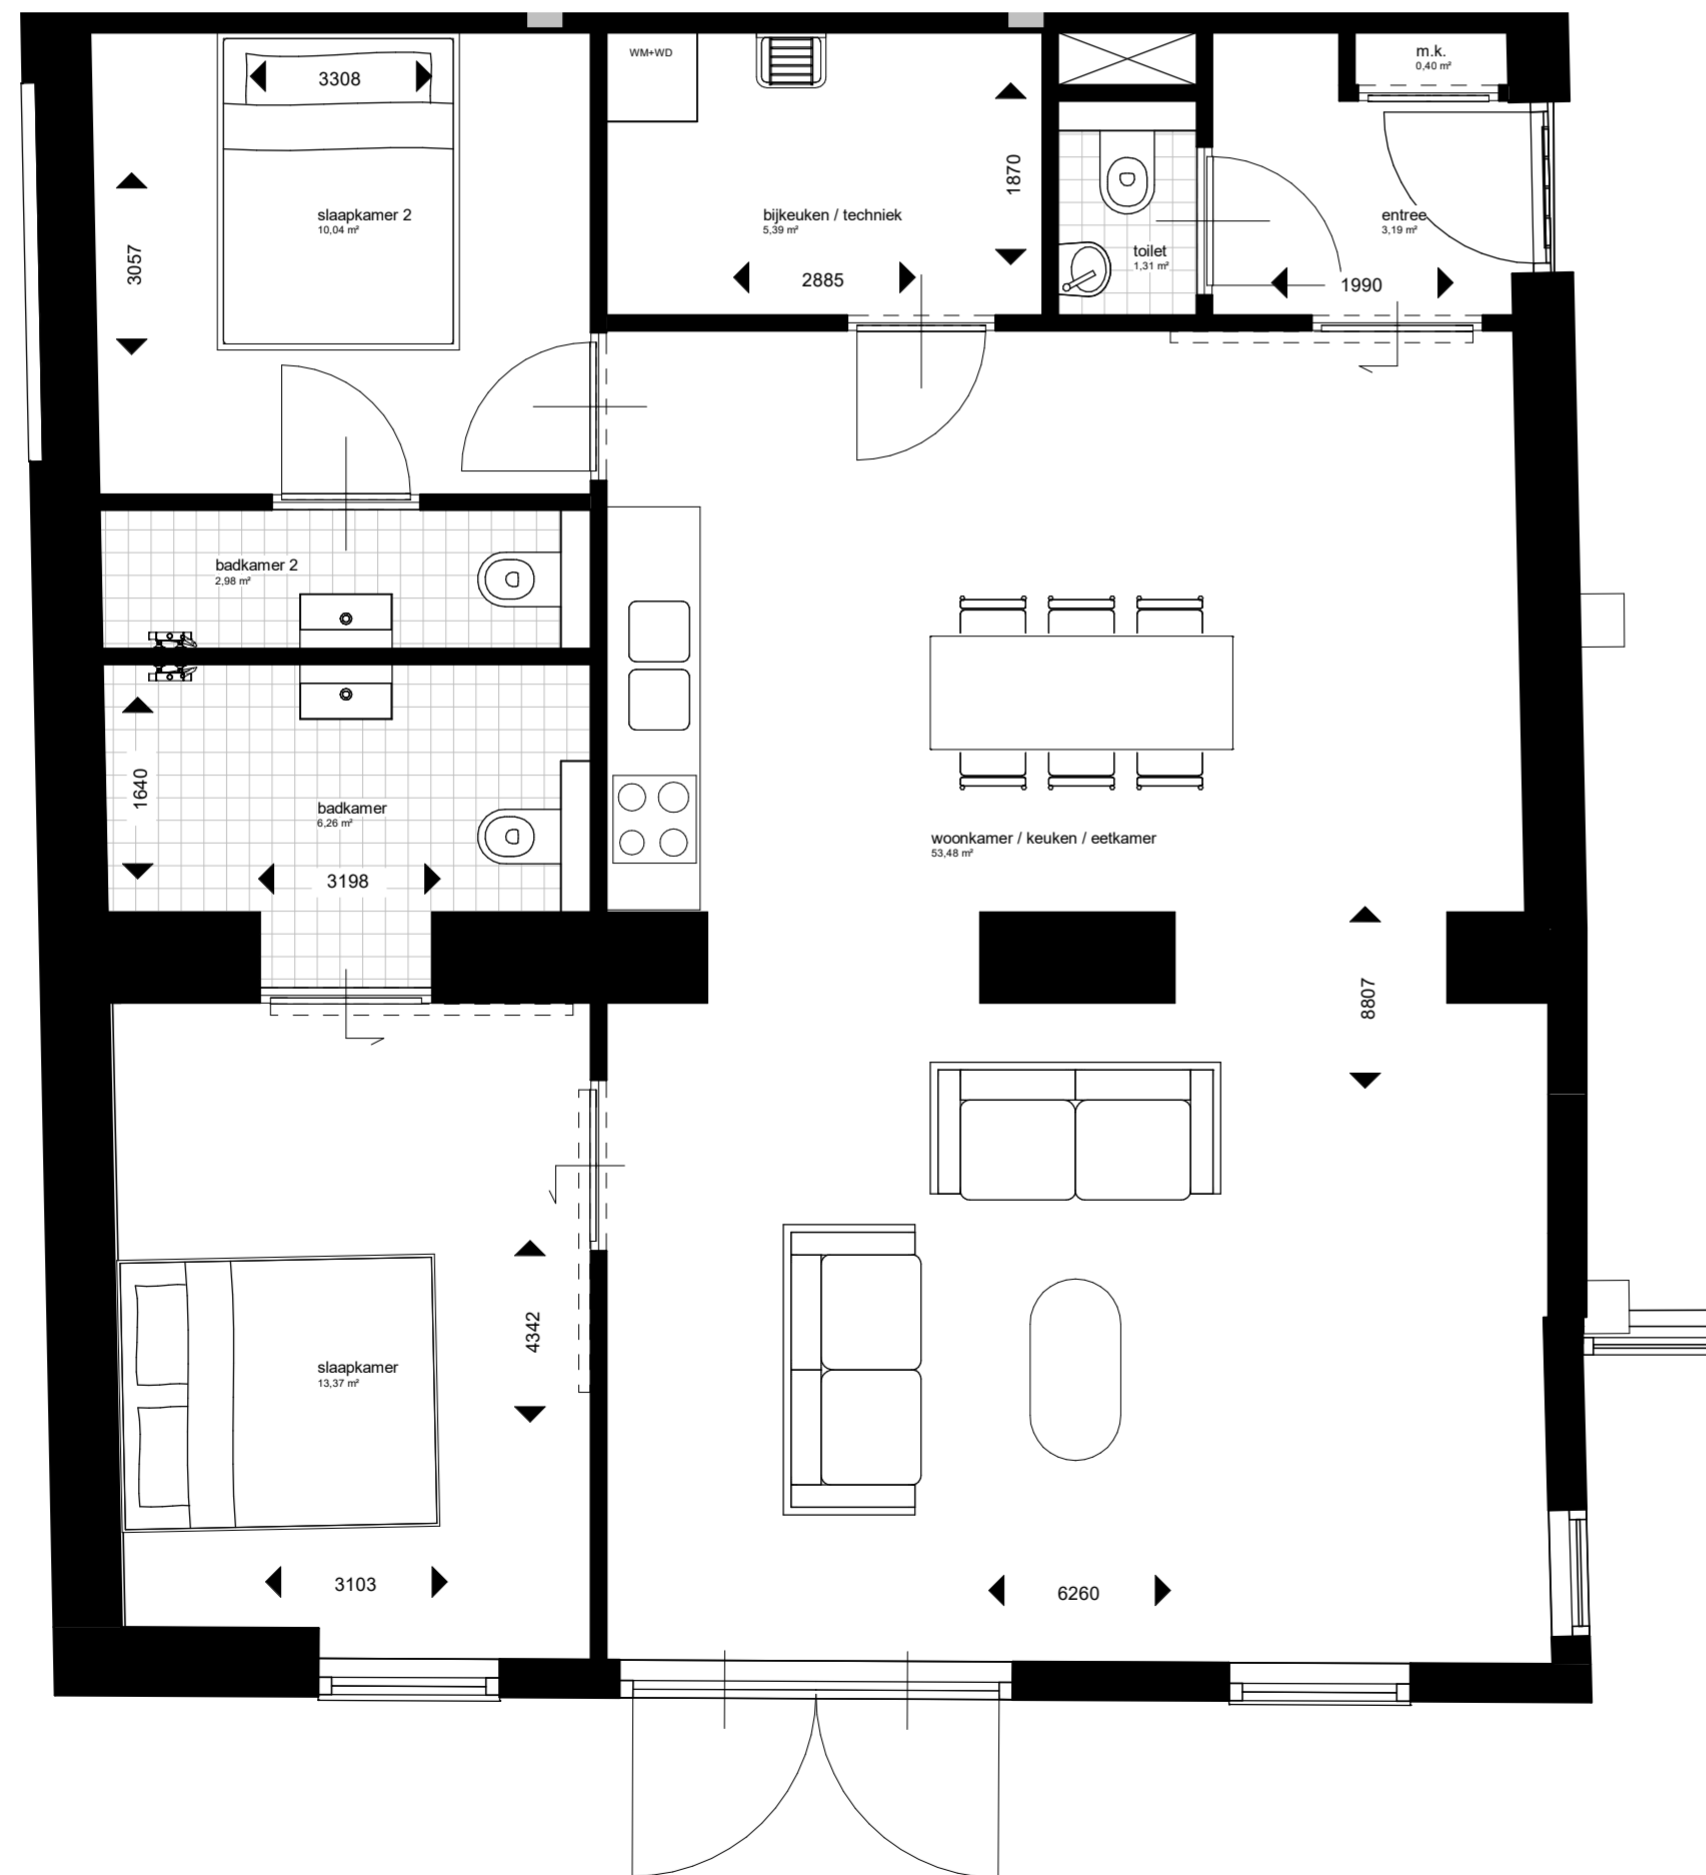 WM+WD
m.k.
0,40 m²
3308
1870
slaapkamer 2
10,04 m²
bijkeuken / techniek
5,39 m²
entree
3,19 m²
toilet
1,31 m²
3057
2885
1990
badkamer 2
2,98 m²
1640
badkamer
6,26 m²
woonkamer / keuken / eetkamer
53,48 m²
3198
8807
4342
slaapkamer
13,37 m²
3103
6260